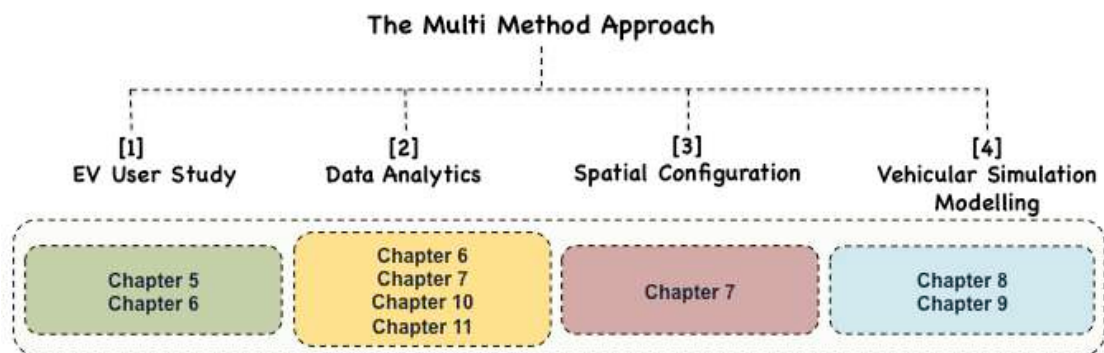 The Multi Method Approach
[1]
EV User Study
[2]
Data Analytics
[3]
Spatial Configuration
[4]
Vehicular Simulation
Modelling
Chapter 5
Chapter 6
Chapter 6
Chapter 7
Chapter 10
Chapter 11
Chapter 7
Chapter 8
Chapter 9